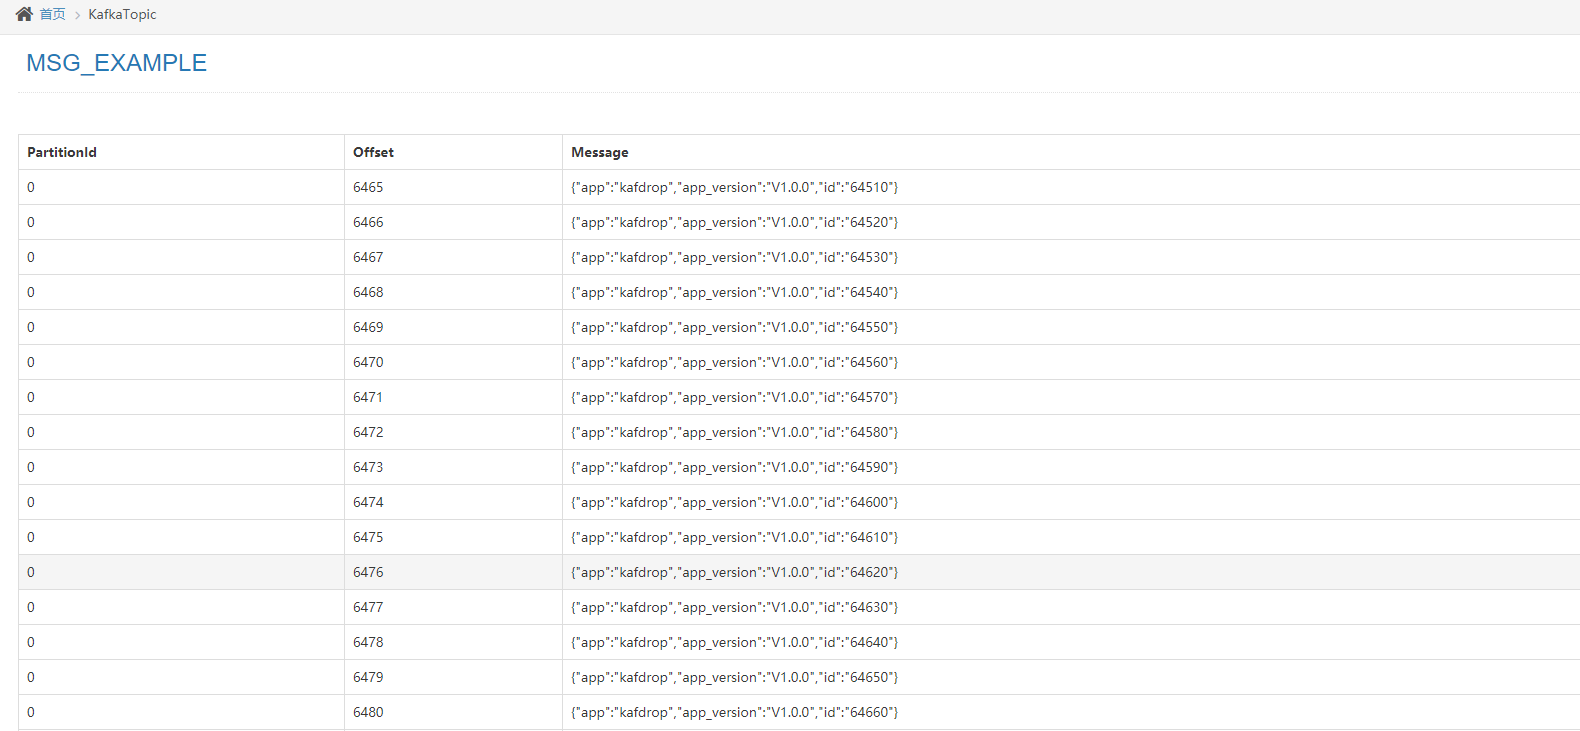 首页 > KafkaTopic
MSG_EXAMPLE
PartitionId Offset Message
0 6465 {"app":"kafdrop","app_version":"V1.0.0","id":"64510"}
0 6466 {"app":"kafdrop","app_version":"V1.0.0","id":"64520"}
0 6467 {"app":"kafdrop","app_version":"V1.0.0","id":"64530"}
0 6468 {"app":"kafdrop","app_version":"V1.0.0","id":"64540"}
0 6469 {"app":"kafdrop","app_version":"V1.0.0","id":"64550"}
0 6470 {"app":"kafdrop","app_version":"V1.0.0","id":"64560"}
0 6471 {"app":"kafdrop","app_version":"V1.0.0","id":"64570"}
0 6472 {"app":"kafdrop","app_version":"V1.0.0","id":"64580"}
0 6473 {"app":"kafdrop","app_version":"V1.0.0","id":"64590"}
0 6474 {"app":"kafdrop","app_version":"V1.0.0","id":"64600"}
0 6475 {"app":"kafdrop","app_version":"V1.0.0","id":"64610"}
0 6476 {"app":"kafdrop","app_version":"V1.0.0","id":"64620"}
0 6477 {"app":"kafdrop","app_version":"V1.0.0","id":"64630"}
0 6478 {"app":"kafdrop","app_version":"V1.0.0","id":"64640"}
0 6479 {"app":"kafdrop","app_version":"V1.0.0","id":"64650"}
0 6480 {"app":"kafdrop","app_version":"V1.0.0","id":"64660"}